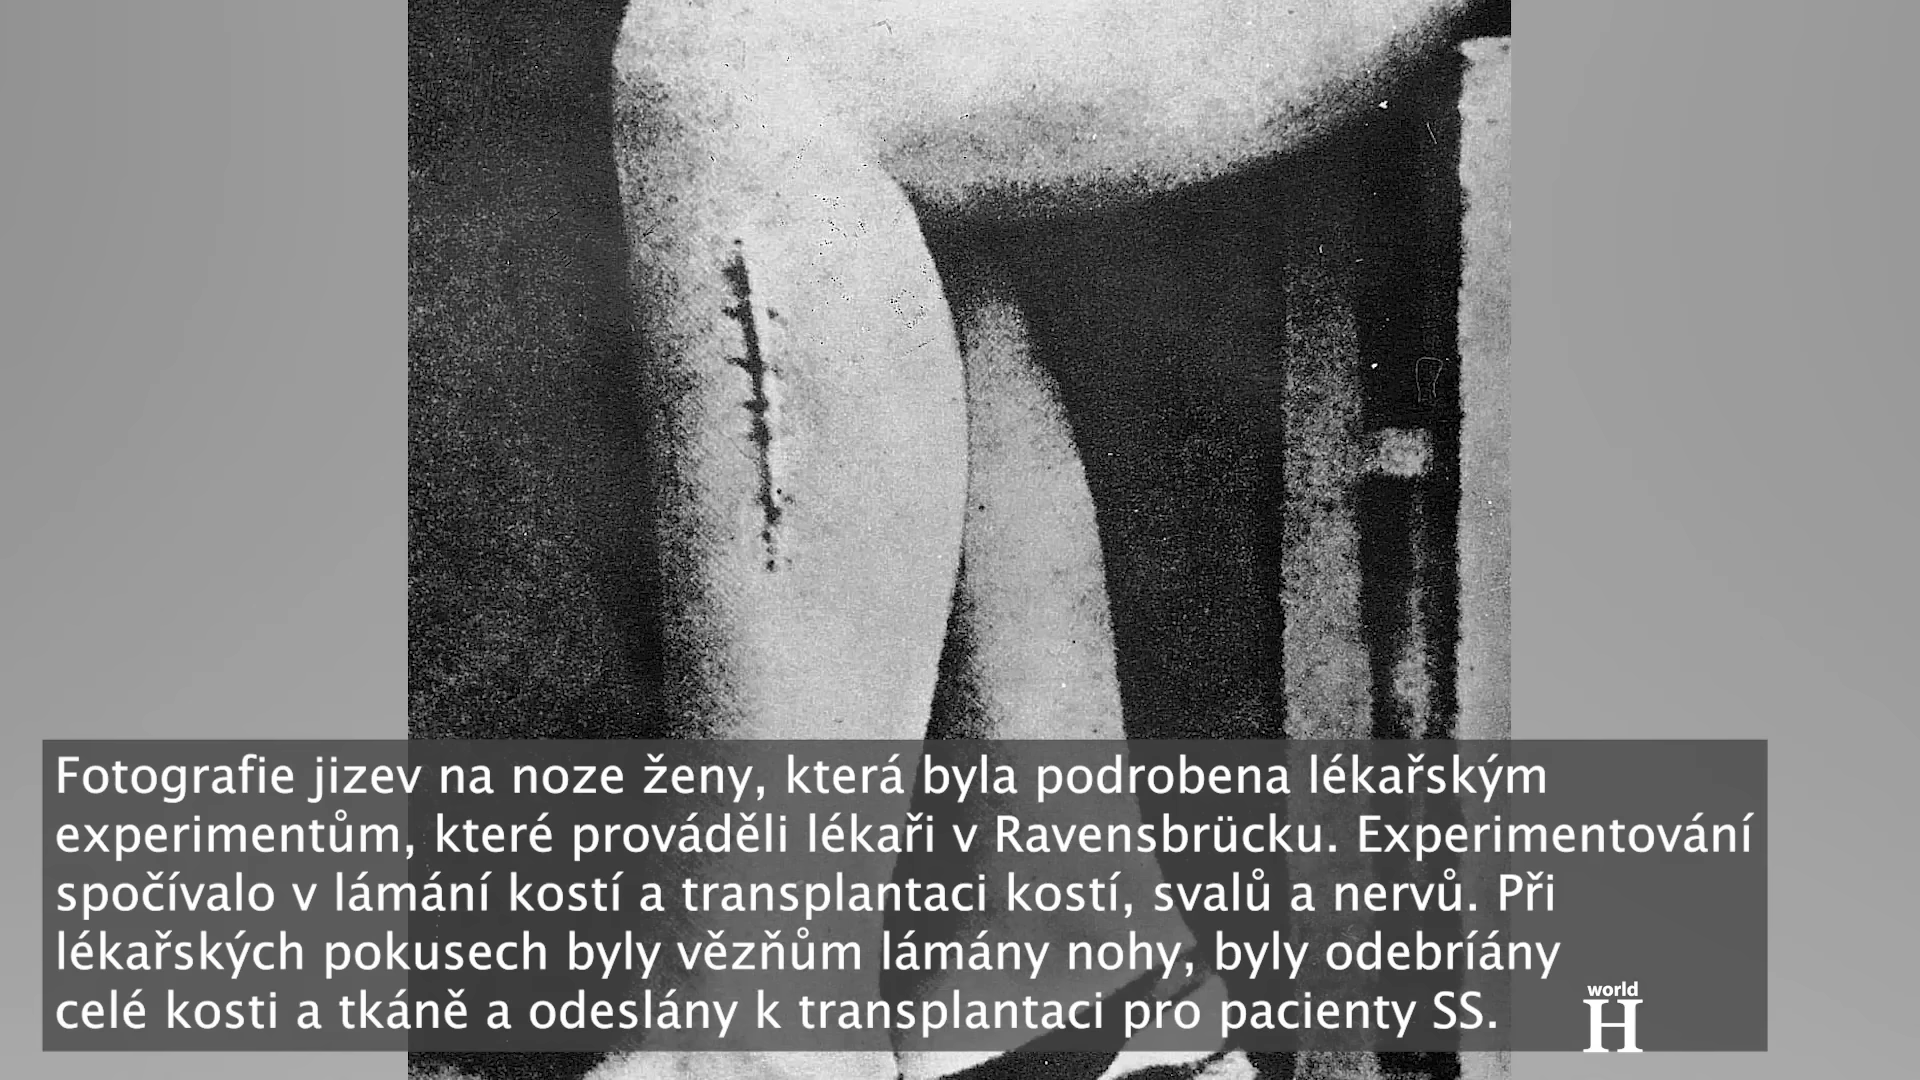 Fotografie jizev na noze ženy, která byla podrobena lékařským
experimentům, které prováděli lékaři v Ravensbrücku. Experimentování
spočívalo v lámání kostí a transplantaci kostí, svalů a nervů. Při
lékařských pokusech byly vězňům lámány nohy, byly odebríány
celé kosti a tkáně a odeslány k transplantaci pro pacienty SS.
world
H